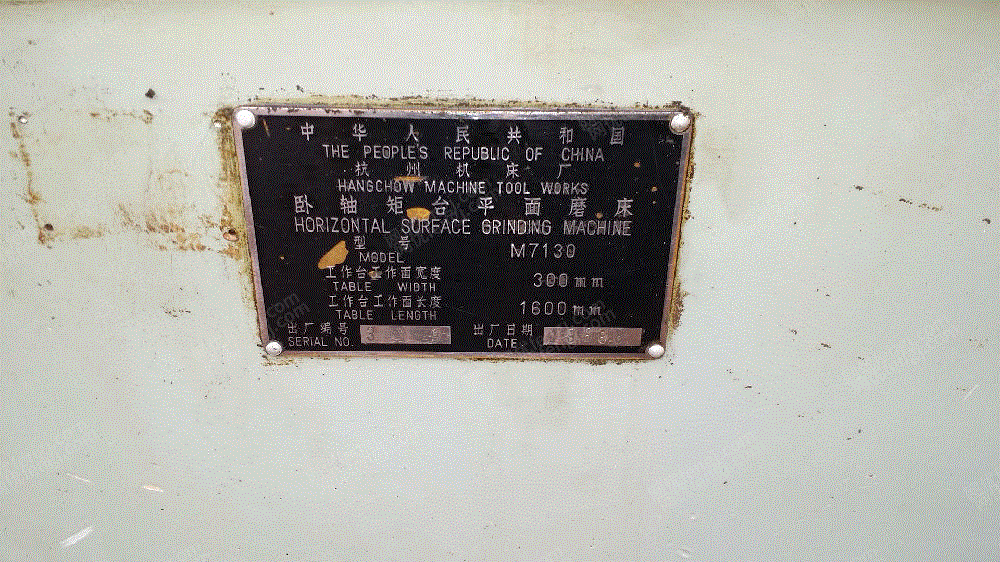 中华人民共和国
THE PEOPLE'S REPUBLIC OF CHINA
杭州机床厂
HANGCHOW MACHINE TOOL WORKS
卧轴矩台平面磨床
HORIZONTAL SURFACE GRINDING MACHINE
型号
MODEL M7130
工作台工作面宽度
TABLE WIDTH 300mm
工作台工作面长度
TABLE LENGTH 1600mm
出厂编号 出厂日期
SERIAL NO. DATE